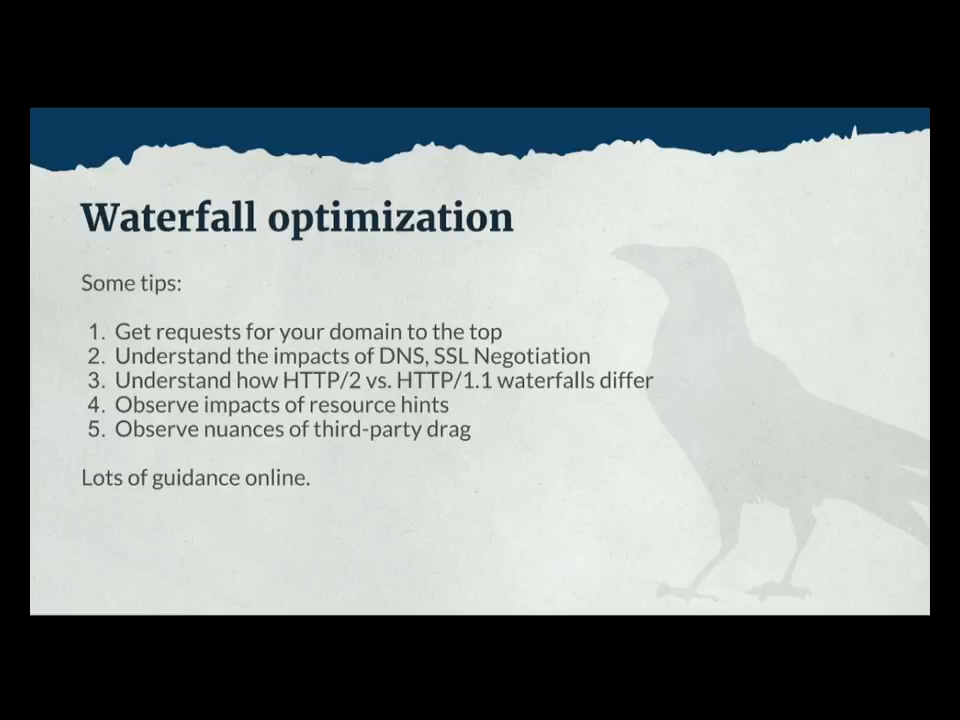 Waterfall optimization
Some tips:
1. Get requests for your domain to the top
2. Understand the impacts of DNS, SSL Negotiation
3. Understand how HTTP/2 vs. HTTP/1.1 waterfalls differ
4. Observe impacts of resource hints
5. Observe nuances of third-party drag
Lots of guidance online.